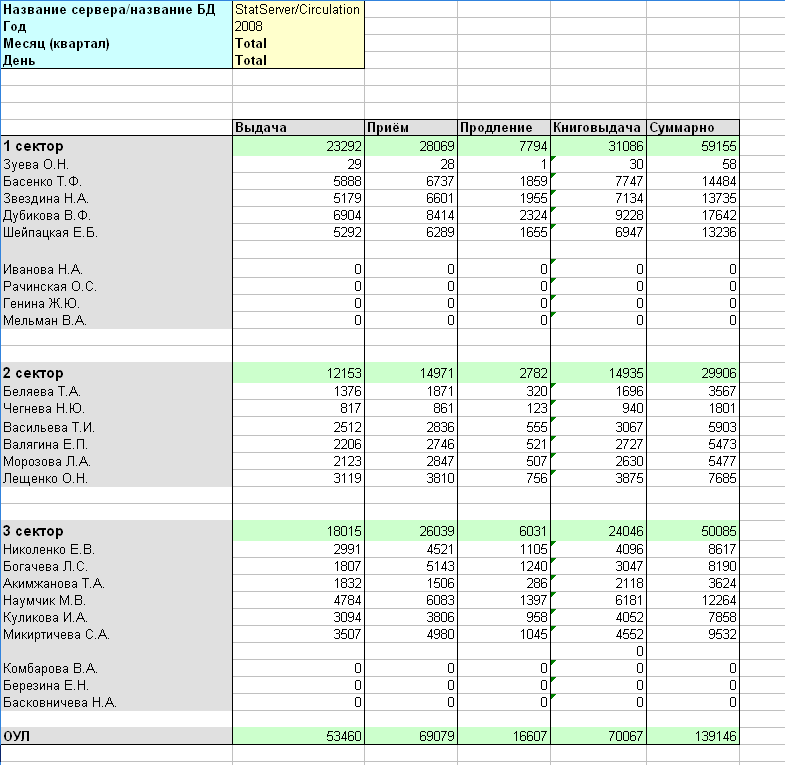 Название сервера/название БД StatServer/Circulation
Год 2008
Месяц (квартал) Total
День Total
Выдача Приём Продление Книговыдача Суммарно
1 сектор 23292 28069 7794 31086 59155
Зуева О.Н. 29 28 1 30 58
Басенко Т.Ф. 5888 6737 1859 7747 14484
Звездина Н.А. 5179 6601 1955 7134 13735
Дубикова В.Ф. 6904 8414 2324 9228 17642
Шейпацкая Е.Б. 5292 6289 1655 6947 13236
Иванова Н.А. 0 0 0 0 0
Рачинская О.С. 0 0 0 0 0
Генина Ж.Ю. 0 0 0 0 0
Мельман В.А. 0 0 0 0 0
2 сектор 12153 14971 2782 14935 29906
Беляева Т.А. 1376 1871 320 1696 3567
Чегнева Н.Ю. 817 861 123 940 1801
Васильева Т.И. 2512 2836 555 3067 5903
Валягина Е.П. 2206 2746 521 2727 5473
Морозова Л.А. 2123 2847 507 2630 5477
Лещенко О.Н. 3119 3810 756 3875 7685
3 сектор 18015 26039 6031 24046 50085
Николенко Е.В. 2991 4521 1105 4096 8617
Богачева Л.С. 1807 5143 1240 3047 8190
Акимжанова Т.А. 1832 1506 286 2118 3624
Наумчик М.В. 4784 6083 1397 6181 12264
Куликова И.А. 3094 3806 958 4052 7858
Микиртичева С.А. 3507 4980 1045 4552 9532
0
Комбарова В.А. 0 0 0 0 0
Березина Е.Н. 0 0 0 0 0
Басковничева Н.А. 0 0 0 0 0
ОУЛ 53460 69079 16607 70067 139146